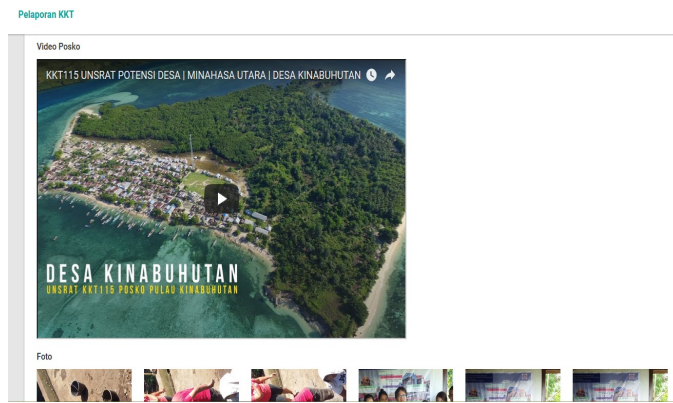 Pelaporan KKT
Video Posko
KKT115 UNSRAT POTENSI DESA | MINAHASA UTARA | DESA KINABUHUTAN
DESA KINABUHUTAN
UNSRAT KKT115 POSKO PULAU KINABUHUTAN
Foto